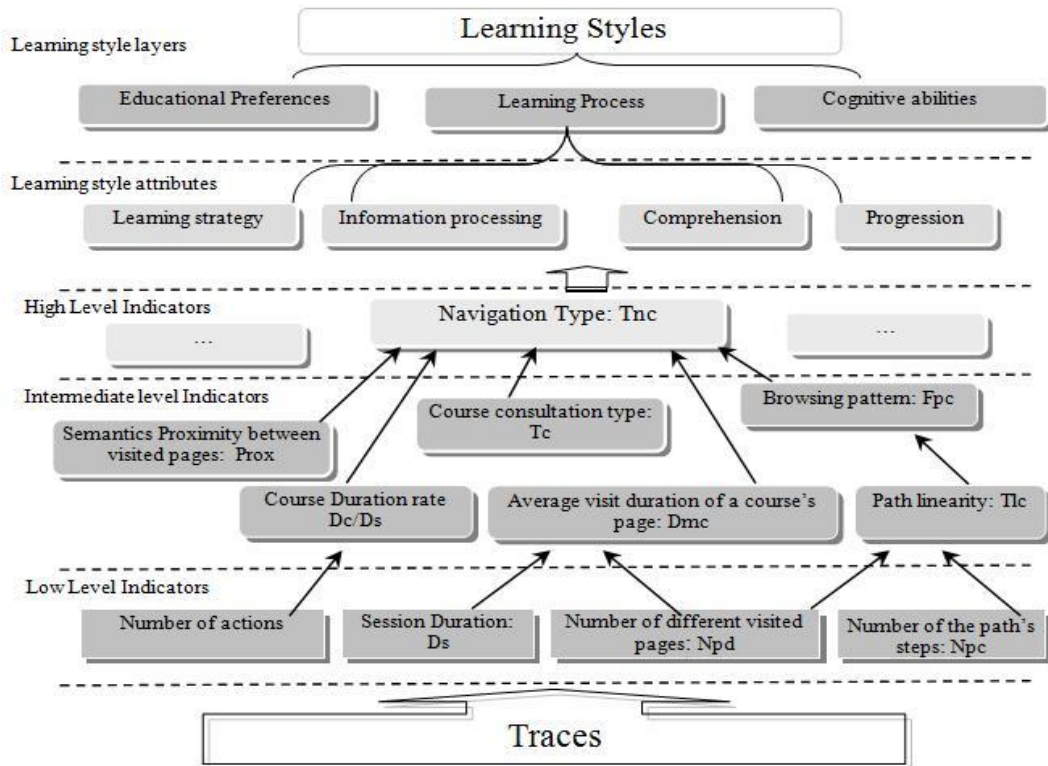 Learning Styles
Learning style layers
Educational Preferences
Learning Process
Cognitive abilities
Learning style attributes
Learning strategy
Information processing
Comprehension
Progression
High Level Indicators
Navigation Type: Tnc
...
...
Intermediate level Indicators
Course consultation type:
Tc
Browsing pattern: Fpc
Semantics Proximity between
visited pages:  Prox
Course Duration rate
Dc/Ds
Average visit duration of a course's
page: Dmc
Path linearity: Tlc
Low Level Indicators
Number of actions
Session Duration:
Ds
Number of different visited
pages: Npd
Number of the path's
steps: Npc
Traces